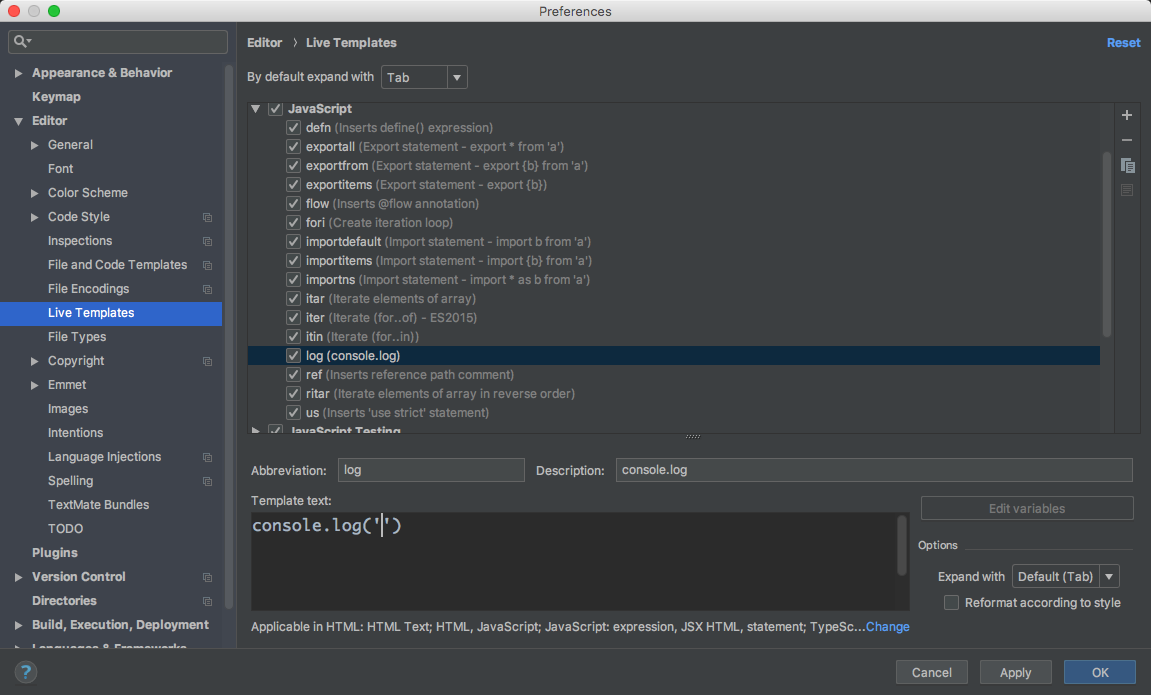 Preferences
Appearance & Behavior
Keymap
Editor
General
Font
Color Scheme
Code Style
Inspections
File and Code Templates
File Encodings
Live Templates
File Types
Copyright
Emmet
Images
Intentions
Language Injections
Spelling
TextMate Bundles
TODO
Plugins
Version Control
Directories
Build, Execution, Deployment
Languages & Frameworks
Editor › Live Templates
Reset
By default expand with Tab
JavaScript
defn (Inserts define() expression)
exportall (Export statement - export * from 'a')
exportfrom (Export statement - export {b} from 'a')
exportitems (Export statement - export {b})
flow (Inserts @flow annotation)
fori (Create iteration loop)
importdefault (Import statement - import b from 'a')
importitems (Import statement - import {b} from 'a')
importns (Import statement - import * as b from 'a')
itar (Iterate elements of array)
iter (Iterate (for..of) - ES2015)
itin (Iterate (for..in))
log (console.log)
ref (Inserts reference path comment)
ritar (Iterate elements of array in reverse order)
us (Inserts 'use strict' statement)
JavaScript Testing
Abbreviation: log Description: console.log
Template text:
console.log('')
Edit variables
Options
Expand with Default (Tab)
Reformat according to style
Applicable in HTML: HTML Text; HTML, JavaScript; JavaScript: expression, JSX HTML, statement; TypeSc...Change
?
Cancel Apply OK